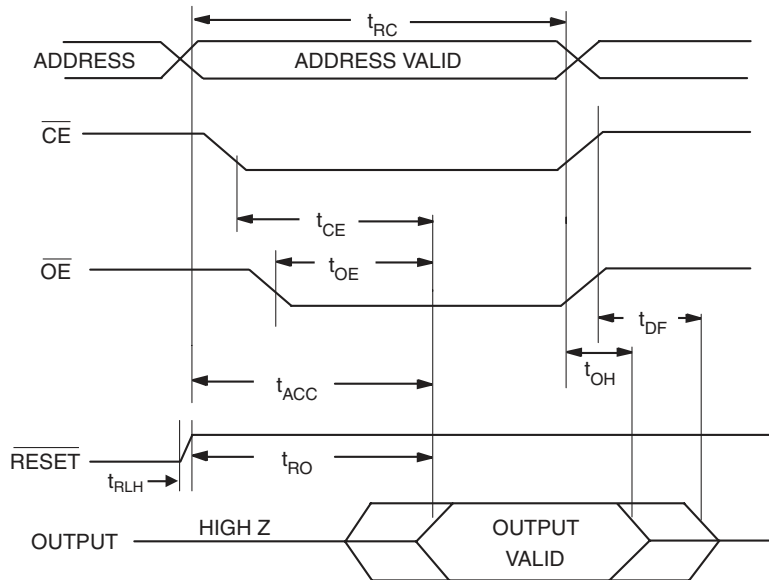 tRC
ADDRESS
ADDRESS VALID
CE
tCE
OE
tOE
tDF
tOH
tACC
RESET
tRO
tRLH
OUTPUT
HIGH Z
OUTPUT
VALID